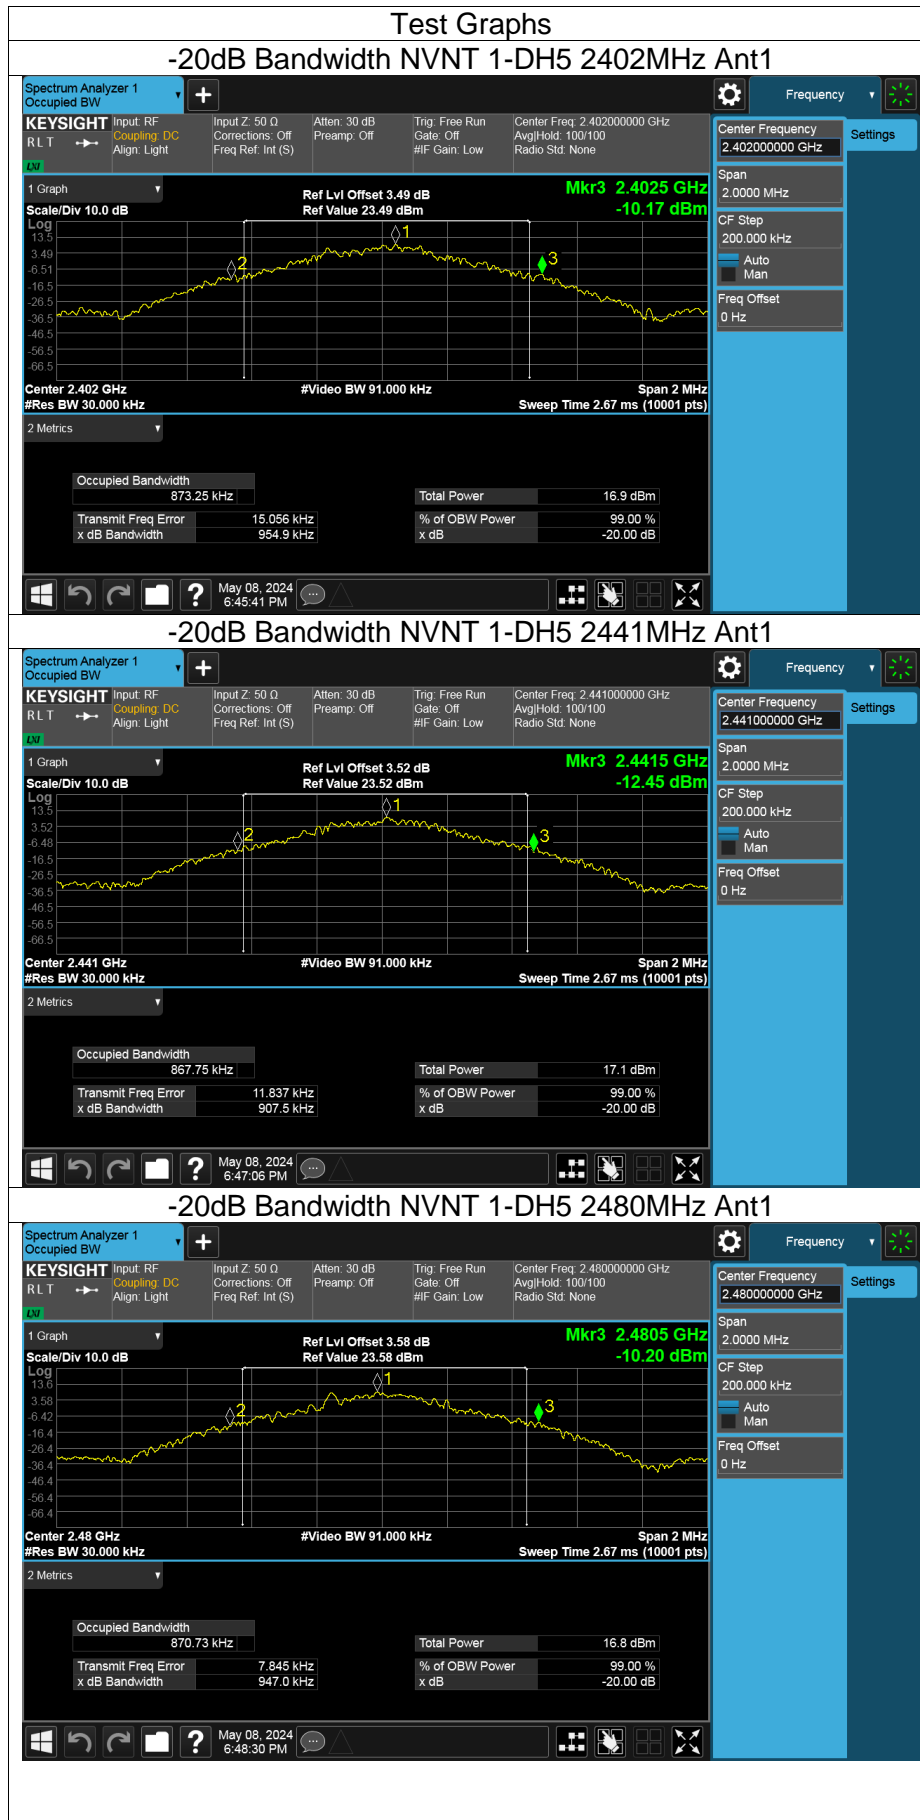 Test Graphs
-20dB Bandwidth NVNT 1-DH5 2402MHz Ant1
Spectrum Analyzer 1
Occupied BW
Frequency
KEYSIGHT
R L T
LXI
Input: RF
Coupling: DC
Align: Light
Input Z: 50 Ω
Corrections: Off
Freq Ref: Int (S)
Atten: 30 dB
Preamp: Off
Trig: Free Run
Gate: Off
#IF Gain: Low
Center Freq: 2.402000000 GHz
Avg|Hold: 100/100
Radio Std: None
Center Frequency
2.402000000 GHz
Settings
Span
2.0000 MHz
CF Step
200.000 kHz
Auto
Man
Freq Offset
0 Hz
1 Graph
Scale/Div 10.0 dB
Ref Lvl Offset 3.49 dB
Ref Value 23.49 dBm
Mkr3 2.4025 GHz
-10.17 dBm
Log
13.5
3.49
-6.51
-16.5
-26.5
-36.5
-46.5
-56.5
-66.5
1
2
3
Center 2.402 GHz
#Video BW 91.000 kHz
Span 2 MHz
#Res BW 30.000 kHz
Sweep Time 2.67 ms (10001 pts)
2 Metrics
Occupied Bandwidth
873.25 kHz
Total Power 16.9 dBm
Transmit Freq Error 15.056 kHz
% of OBW Power 99.00 %
x dB Bandwidth 954.9 kHz
x dB -20.00 dB
?
May 08, 2024
6:45:41 PM
-20dB Bandwidth NVNT 1-DH5 2441MHz Ant1
Spectrum Analyzer 1
Occupied BW
Frequency
KEYSIGHT
R L T
LXI
Input: RF
Coupling: DC
Align: Light
Input Z: 50 Ω
Corrections: Off
Freq Ref: Int (S)
Atten: 30 dB
Preamp: Off
Trig: Free Run
Gate: Off
#IF Gain: Low
Center Freq: 2.441000000 GHz
Avg|Hold: 100/100
Radio Std: None
Center Frequency
2.441000000 GHz
Settings
Span
2.0000 MHz
CF Step
200.000 kHz
Auto
Man
Freq Offset
0 Hz
1 Graph
Scale/Div 10.0 dB
Ref Lvl Offset 3.52 dB
Ref Value 23.52 dBm
Mkr3 2.4415 GHz
-12.45 dBm
Log
13.5
3.52
-6.48
-16.5
-26.5
-36.5
-46.5
-56.5
-66.5
1
2
3
Center 2.441 GHz
#Video BW 91.000 kHz
Span 2 MHz
#Res BW 30.000 kHz
Sweep Time 2.67 ms (10001 pts)
2 Metrics
Occupied Bandwidth
867.75 kHz
Total Power 17.1 dBm
Transmit Freq Error 11.837 kHz
% of OBW Power 99.00 %
x dB Bandwidth 907.5 kHz
x dB -20.00 dB
?
May 08, 2024
6:47:06 PM
-20dB Bandwidth NVNT 1-DH5 2480MHz Ant1
Spectrum Analyzer 1
Occupied BW
Frequency
KEYSIGHT
R L T
LXI
Input: RF
Coupling: DC
Align: Light
Input Z: 50 Ω
Corrections: Off
Freq Ref: Int (S)
Atten: 30 dB
Preamp: Off
Trig: Free Run
Gate: Off
#IF Gain: Low
Center Freq: 2.480000000 GHz
Avg|Hold: 100/100
Radio Std: None
Center Frequency
2.480000000 GHz
Settings
Span
2.0000 MHz
CF Step
200.000 kHz
Auto
Man
Freq Offset
0 Hz
1 Graph
Scale/Div 10.0 dB
Ref Lvl Offset 3.58 dB
Ref Value 23.58 dBm
Mkr3 2.4805 GHz
-10.20 dBm
Log
13.6
3.58
-6.42
-16.4
-26.4
-36.4
-46.4
-56.4
-66.4
1
2
3
Center 2.48 GHz
#Video BW 91.000 kHz
Span 2 MHz
#Res BW 30.000 kHz
Sweep Time 2.67 ms (10001 pts)
2 Metrics
Occupied Bandwidth
870.73 kHz
Total Power 16.8 dBm
Transmit Freq Error 7.845 kHz
% of OBW Power 99.00 %
x dB Bandwidth 947.0 kHz
x dB -20.00 dB
?
May 08, 2024
6:48:30 PM